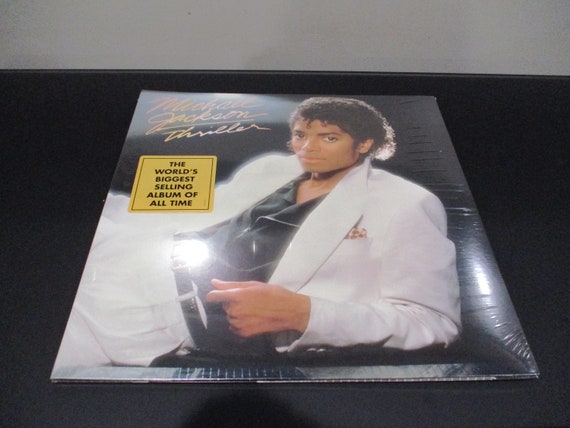 Michael
Jackson
Thriller
THE
WORLD'S
BIGGEST
SELLING
ALBUM OF
ALL TIME